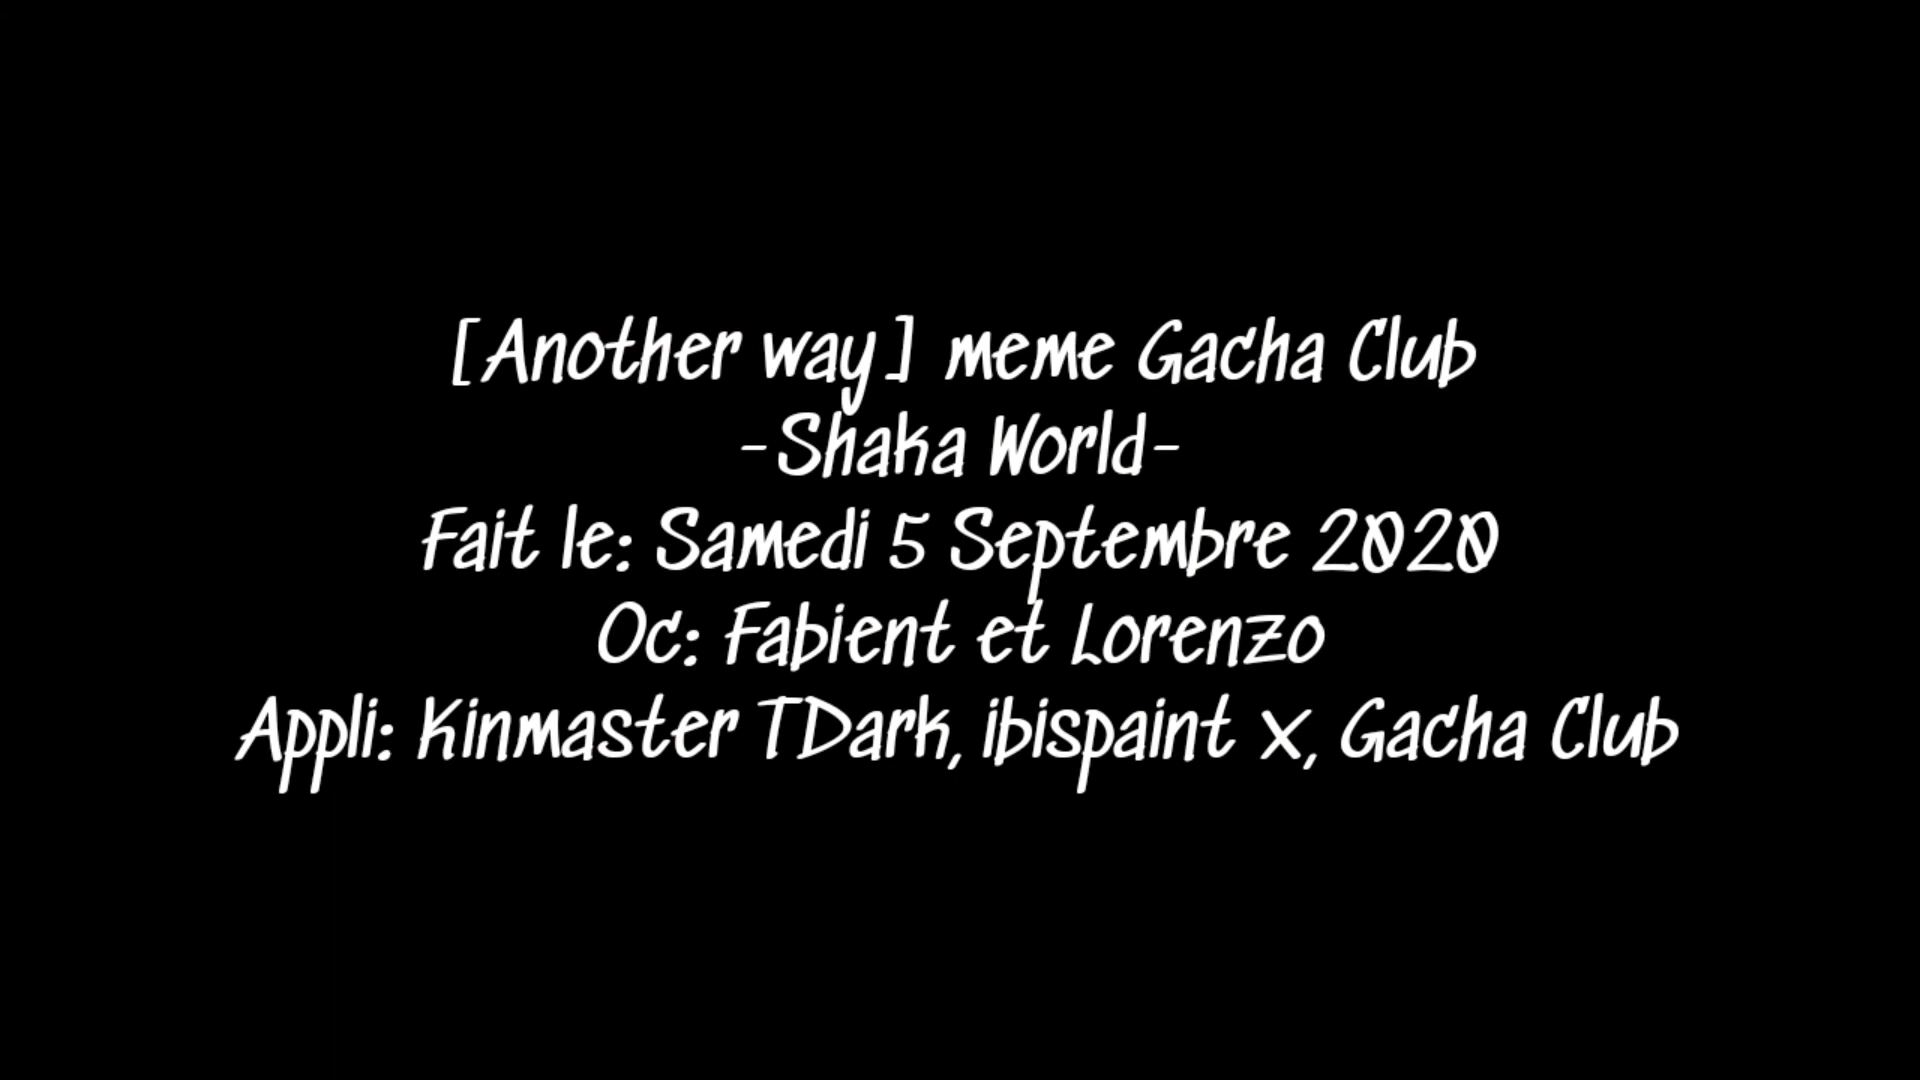 [Another way] meme Gacha Club
-Shaka World-
Fait le: Samedi 5 Septembre 2020
Oc: Fabient et Lorenzo
Appli: Kinmaster TDark, ibispaint x, Gacha Club